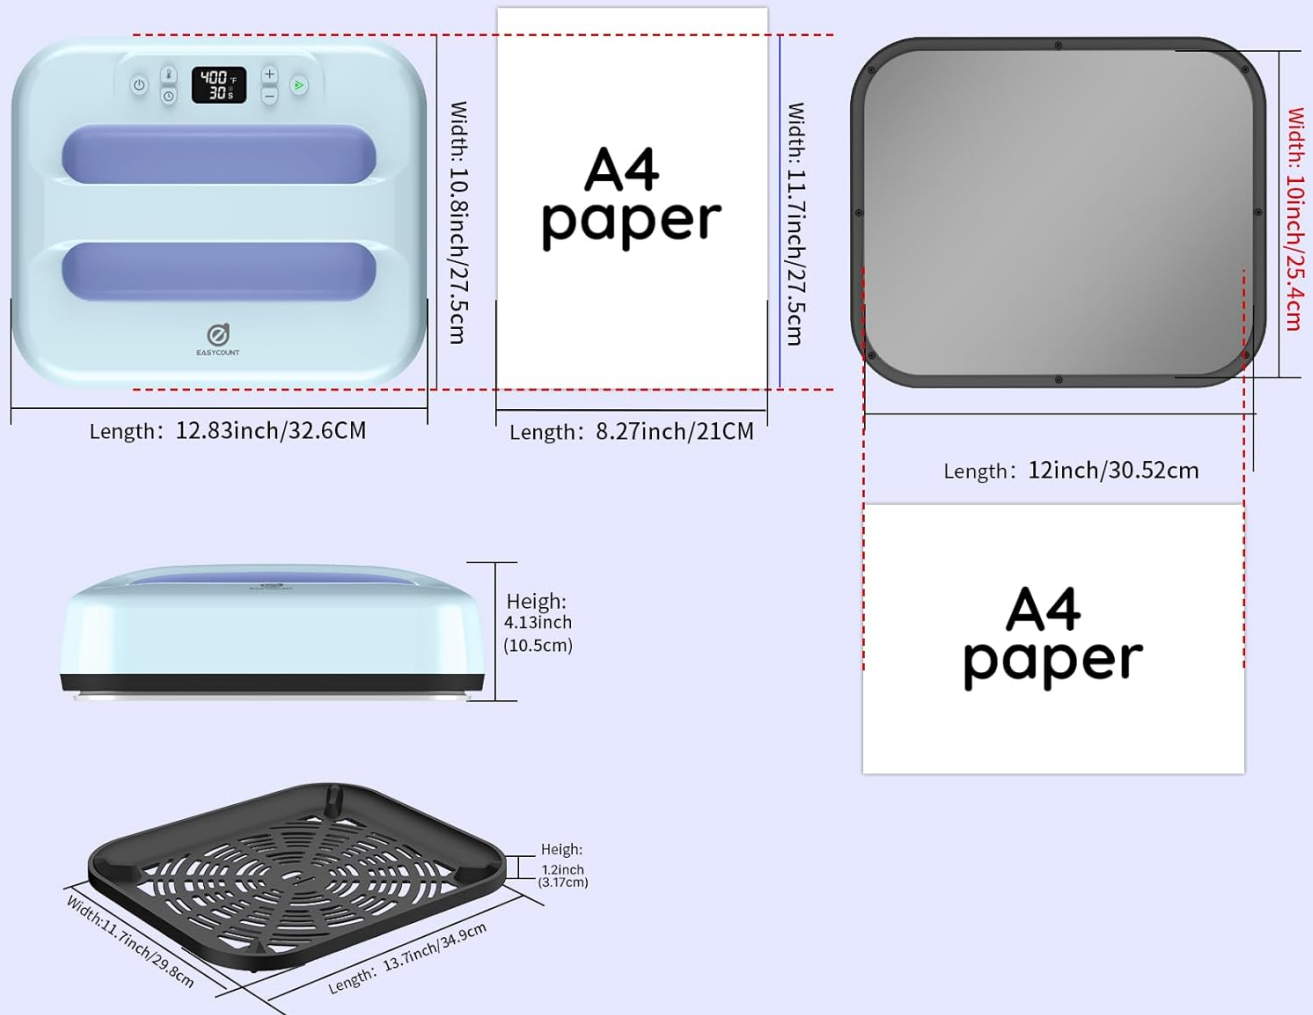 400 °F
30 S
EASYCOUNT
Width: 10.8inch/27.5cm
Length: 12.83inch/32.6CM
A4
paper
Width: 11.7inch/27.5cm
Length: 8.27inch/21CM
Width: 10inch/25.4cm
Length: 12inch/30.52cm
A4
paper
Heigh:
4.13inch
(10.5cm)
Heigh:
1.2inch
(3.17cm)
Width:11.7inch/29.8cm
Length: 13.7inch/34.9cm